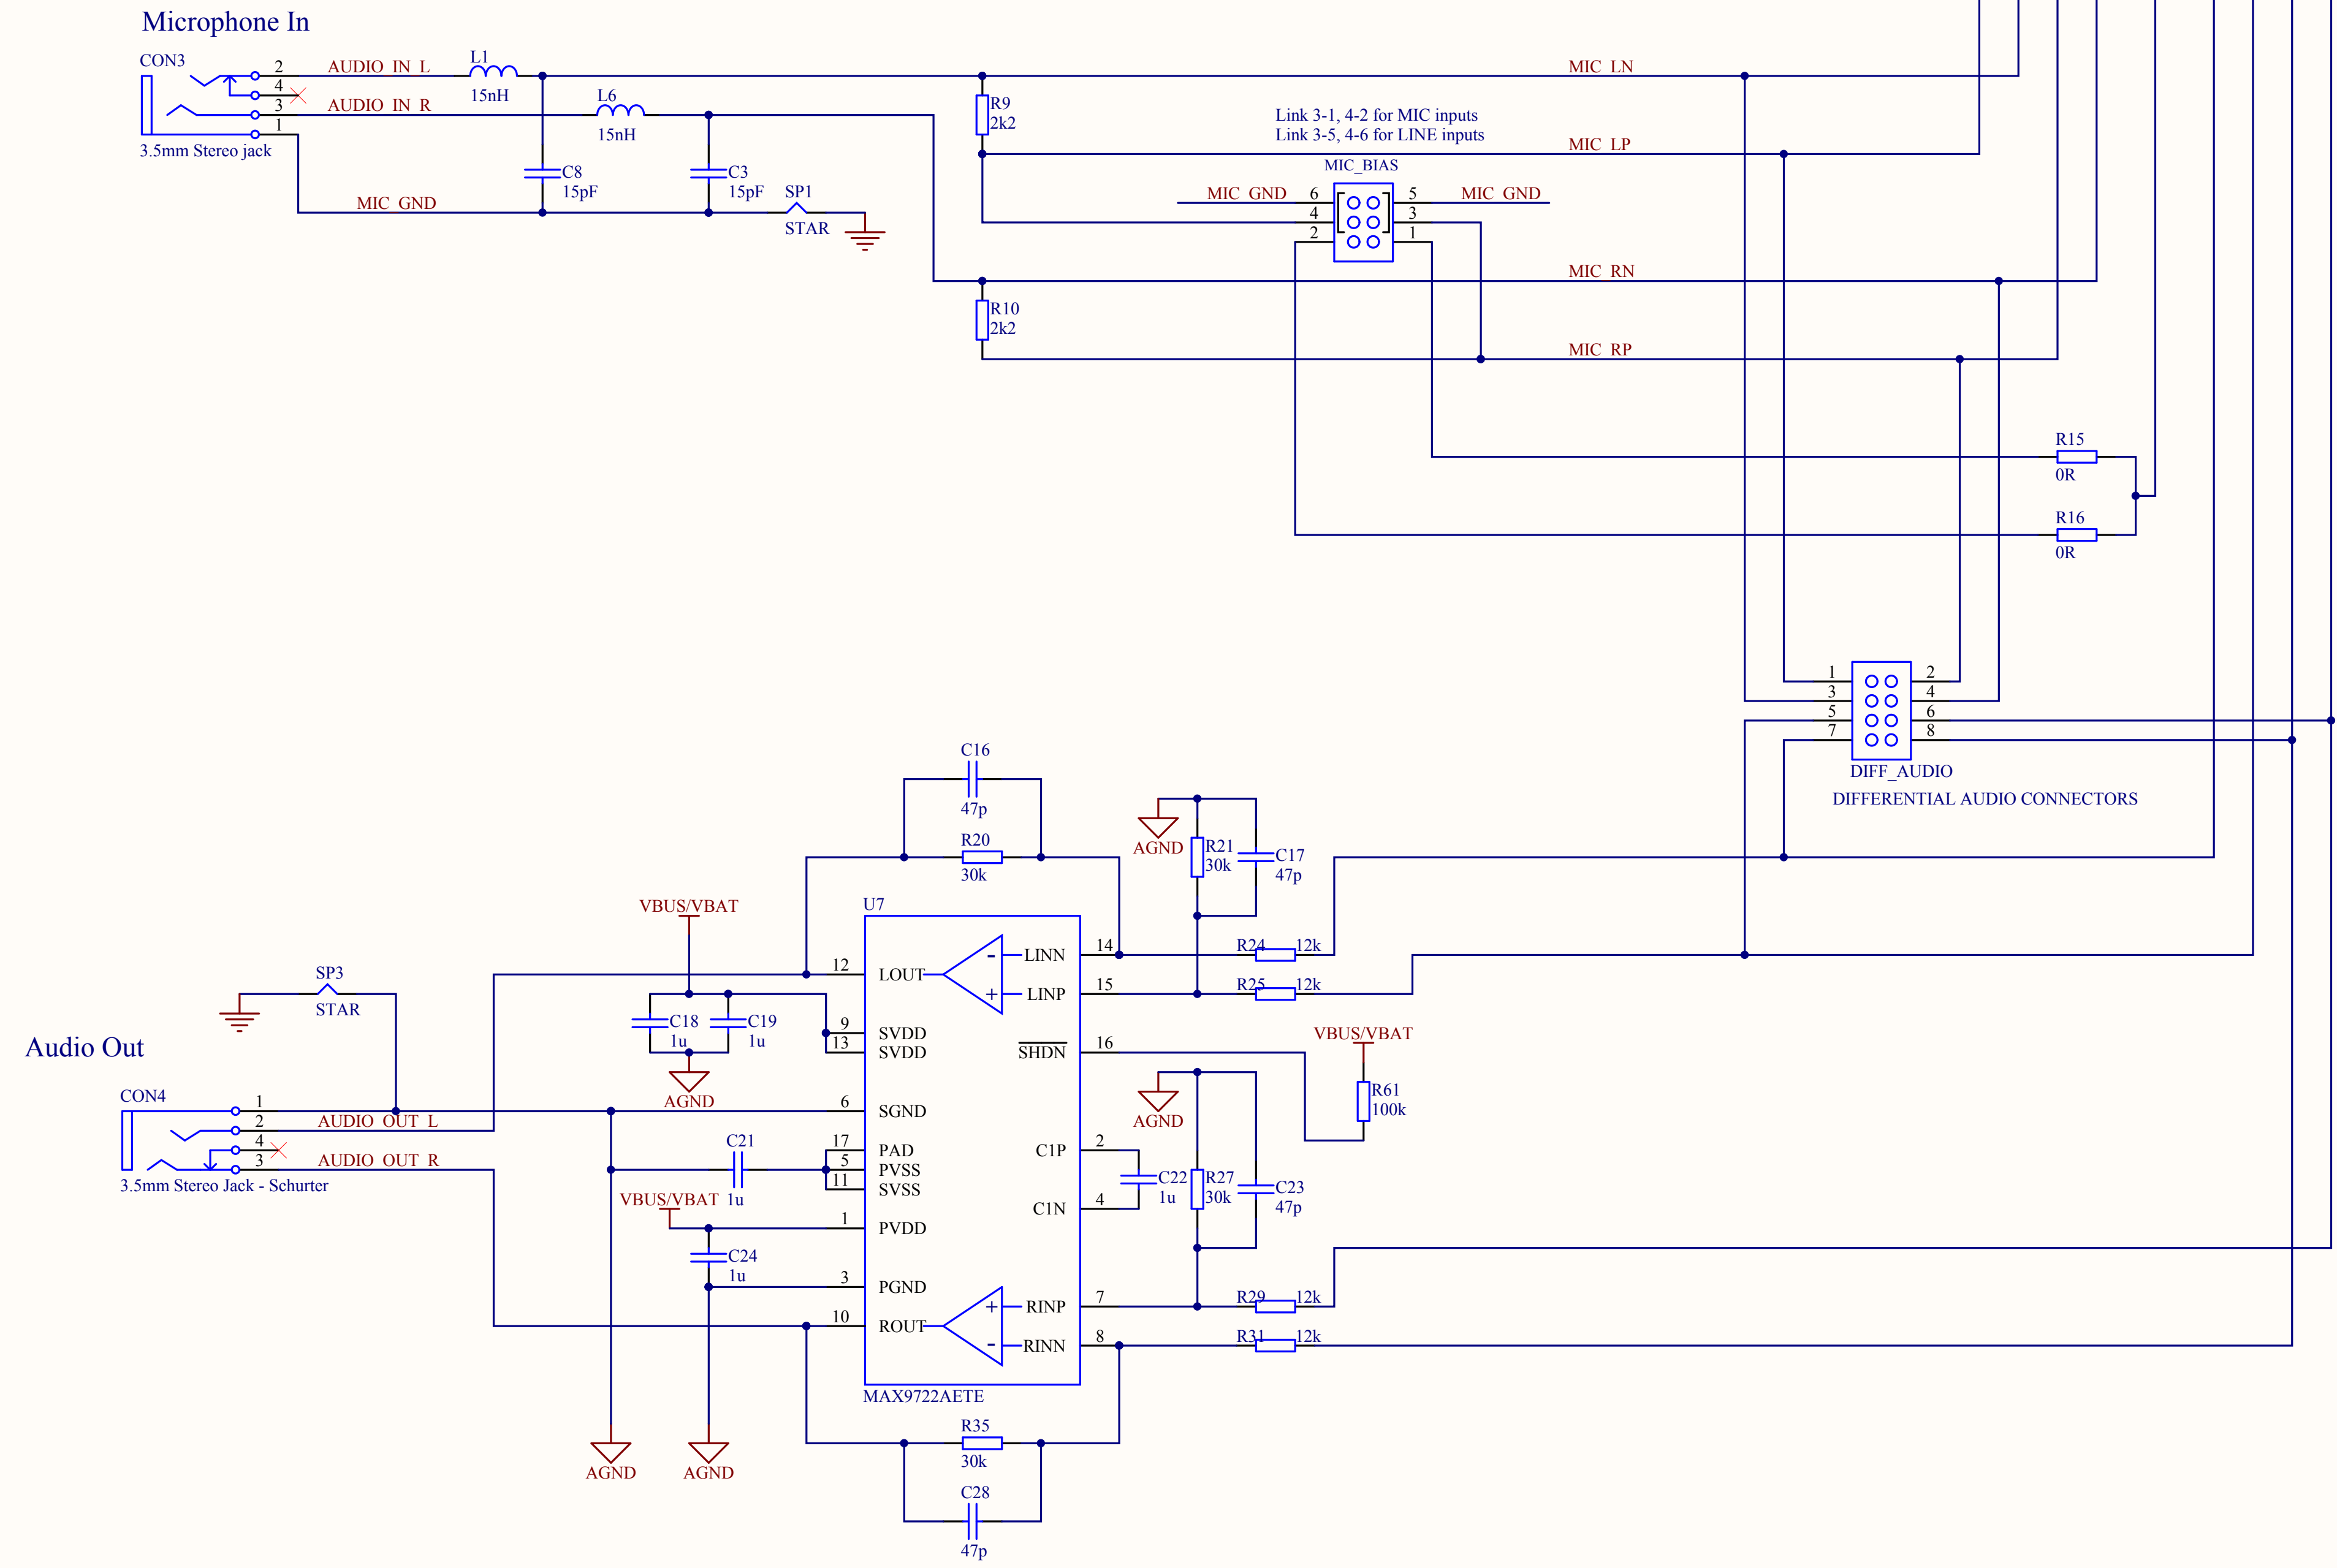 Microphone In
CON3
2
AUDIO_IN_L
L1
15nH
4
3
AUDIO_IN_R
L6
15nH
1
3.5mm Stereo jack
MIC_GND
C8
15pF
C3
15pF
SP1
STAR
R9
2k2
MIC_LN
Link 3-1, 4-2 for MIC inputs
Link 3-5, 4-6 for LINE inputs
MIC_LP
MIC_BIAS
MIC_GND
6
5
MIC_GND
4
3
2
1
MIC_RN
R10
2k2
MIC_RP
R15
0R
R16
0R
1
2
3
4
5
6
7
8
DIFF_AUDIO
DIFFERENTIAL AUDIO CONNECTORS
C16
47p
R20
30k
AGND
R21
30k
C17
47p
VBUS/VBAT
U7
12
LOUT
-
LINN
14
R24
12k
+
LINP
15
R25
12k
SP3
STAR
C18
1u
C19
1u
9
SVDD
13
SVDD
SHDN
16
VBUS/VBAT
R61
100k
AGND
AGND
Audio Out
CON4
1
2
AUDIO_OUT_L
4
3
AUDIO_OUT_R
3.5mm Stereo Jack - Schurter
6
SGND
C21
1u
17
PAD
5
PVSS
11
SVSS
C1P
2
C1N
4
C22
1u
R27
30k
C23
47p
VBUS/VBAT
1
PVDD
C24
1u
3
PGND
10
ROUT
+
RINP
7
R29
12k
-
RINN
8
R31
12k
MAX9722AETE
AGND
AGND
R35
30k
C28
47p